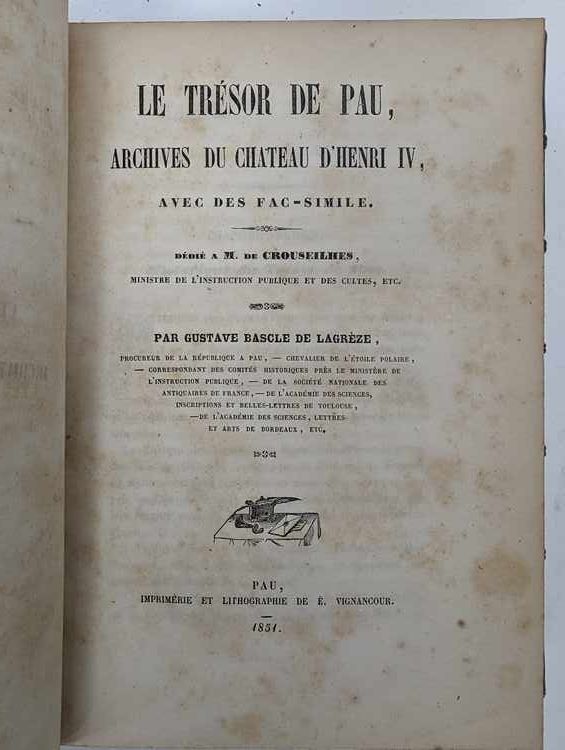 LE TRÉSOR DE PAU,
ARCHIVES DU CHATEAU D'HENRI IV,
AVEC DES FAC-SIMILE.
DÉDIÉ A M. DE CROUSEILHES,
MINISTRE DE L'INSTRUCTION PUBLIQUE ET DES CULTES, ETC.
PAR GUSTAVE BASCLE DE LAGRÈZE,
PROCUREUR DE LA RÉPUBLIQUE A PAU, — CHEVALIER DE L'ÉTOILE POLAIRE,
— CORRESPONDANT DES COMITÉS HISTORIQUES PRÈS LE MINISTÈRE DE
L'INSTRUCTION PUBLIQUE, — DE LA SOCIÉTÉ NATIONALE DES
ANTIQUAIRES DE FRANCE, — DE L'ACADÉMIE DES SCIENCES,
INSCRIPTIONS ET BELLES-LETTRES DE TOULOUSE,
— DE L'ACADÉMIE DES SCIENCES, LETTRES
ET ARTS DE BORDEAUX, ETC.
PAU,
IMPRIMÉRIE ET LITHOGRAPHIE DE É. VIGNANCOUR.
1851.